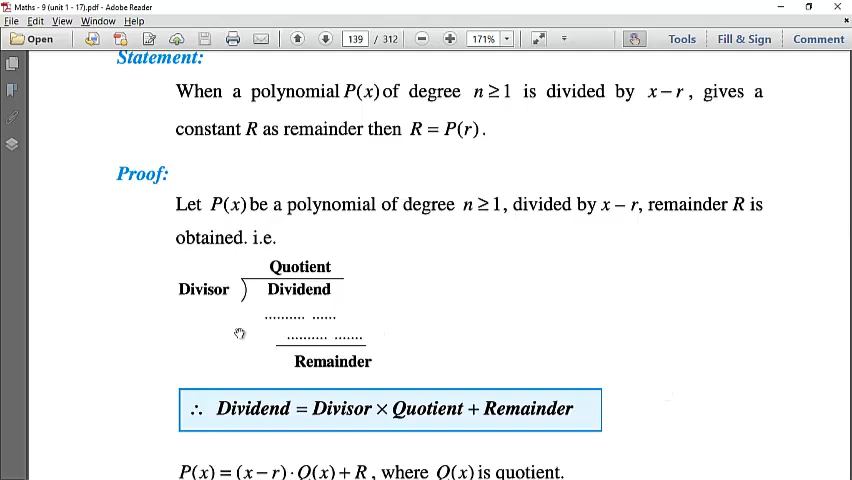 Maths - 9 (unit 1 - 17).pdf - Adobe Reader
File Edit View Window Help
Open 139 / 312 171% Tools Fill & Sign Comment
Statement:
When a polynomial P(x) of degree n ≥ 1 is divided by x − r, gives a
constant R as remainder then R = P(r).
Proof:
Let P(x) be a polynomial of degree n ≥ 1, divided by x − r, remainder R is
obtained. i.e.
Quotient
Divisor ) Dividend
.......... ......
.......... .......
Remainder
∴ Dividend = Divisor × Quotient + Remainder
P(x) = (x − r) · Q(x) + R, where Q(x) is quotient.